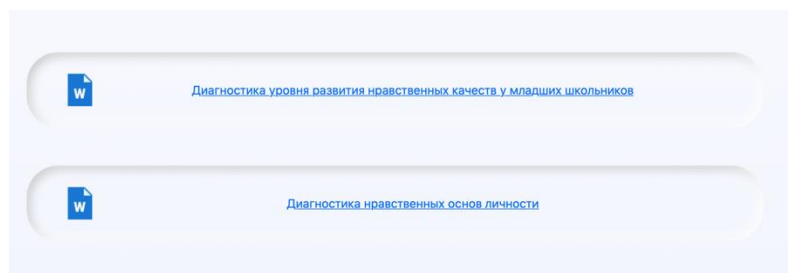 W
Диагностика уровня развития нравственных качеств у младших школьников
W
Диагностика нравственных основ личности